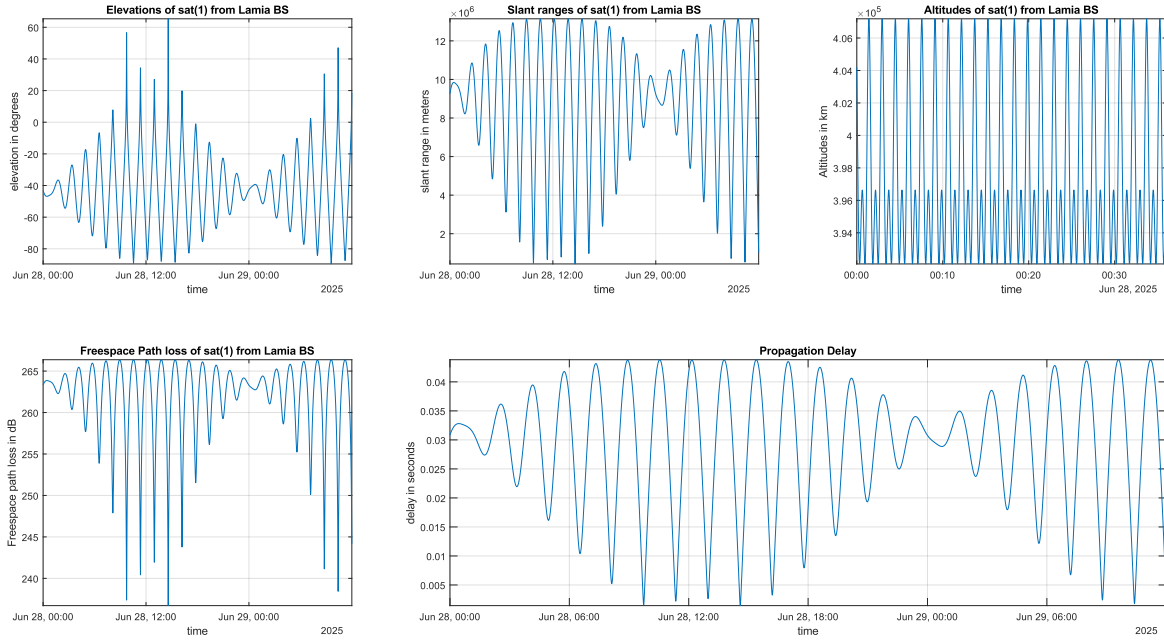 Elevations of sat(1) from Lamia BS
elevation in degrees
60
40
20
0
-20
-40
-60
-80
Jun 28, 00:00 Jun 28, 12:00 Jun 29, 00:00
time 2025
Slant ranges of sat(1) from Lamia BS
×10⁶
slant range in meters
12
10
8
6
4
2
Jun 28, 00:00 Jun 28, 12:00 Jun 29, 00:00
time 2025
Altitudes of sat(1) from Lamia BS
×10⁵
Altitudes in km
4.06
4.04
4.02
4
3.98
3.96
3.94
00:00 00:10 00:20 00:30
time Jun 28, 2025
Freespace Path loss of sat(1) from Lamia BS
Freespace path loss in dB
265
260
255
250
245
240
Jun 28, 00:00 Jun 28, 12:00 Jun 29, 00:00
time 2025
Propagation Delay
delay in seconds
0.04
0.035
0.03
0.025
0.02
0.015
0.01
0.005
Jun 28, 00:00 Jun 28, 06:00 Jun 28, 12:00 Jun 28, 18:00 Jun 29, 00:00 Jun 29, 06:00
time 2025